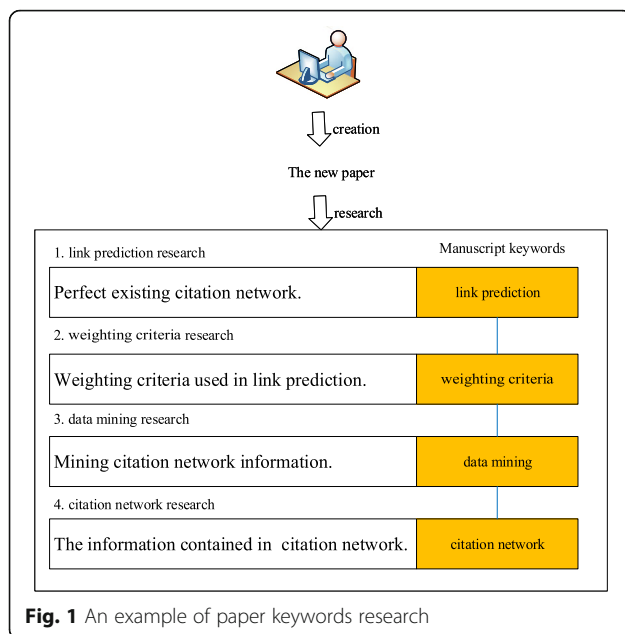 creation
The new paper
research
1. link prediction research
Manuscript keywords
Perfect existing citation network.
link prediction
2. weighting criteria research
Weighting criteria used in link prediction.
weighting criteria
3. data mining research
Mining citation network information.
data mining
4. citation network research
The information contained in citation network.
citation network
Fig. 1 An example of paper keywords research